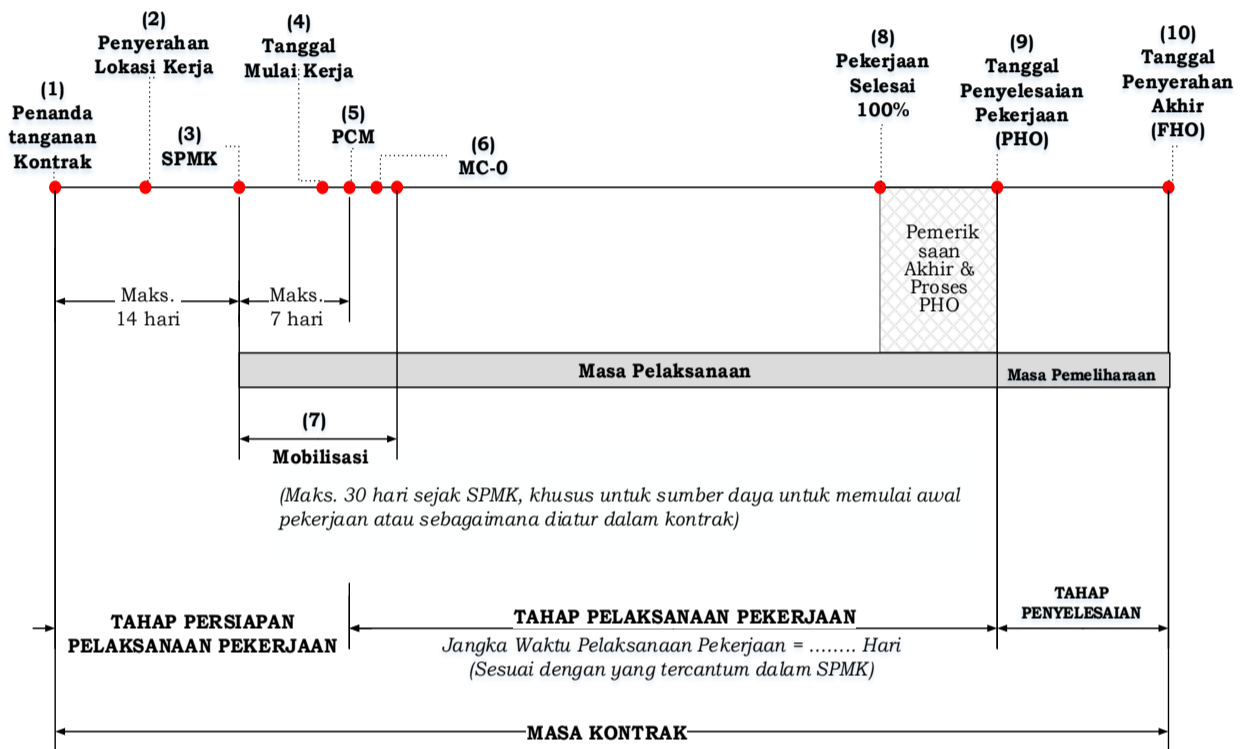 (1)
Penanda
tanganan
Kontrak
(2)
Penyerahan
Lokasi Kerja
(3)
SPMK
(4)
Tanggal
Mulai Kerja
(5)
PCM
(6)
MC-0
(8)
Pekerjaan
Selesai
100%
(9)
Tanggal
Penyelesaian
Pekerjaan
(PHO)
(10)
Tanggal
Penyerahan
Akhir
(FHO)
Maks.
14 hari
Maks.
7 hari
Pemerik
saan
Akhir &
Proses
PHO
Masa Pelaksanaan
Masa Pemeliharaan
(7)
Mobilisasi
(Maks. 30 hari sejak SPMK, khusus untuk sumber daya untuk memulai awal
pekerjaan atau sebagaimana diatur dalam kontrak)
TAHAP PERSIAPAN
PELAKSANAAN PEKERJAAN
TAHAP PELAKSANAAN PEKERJAAN
Jangka Waktu Pelaksanaan Pekerjaan = ........ Hari
(Sesuai dengan yang tercantum dalam SPMK)
TAHAP
PENYELESAIAN
MASA KONTRAK